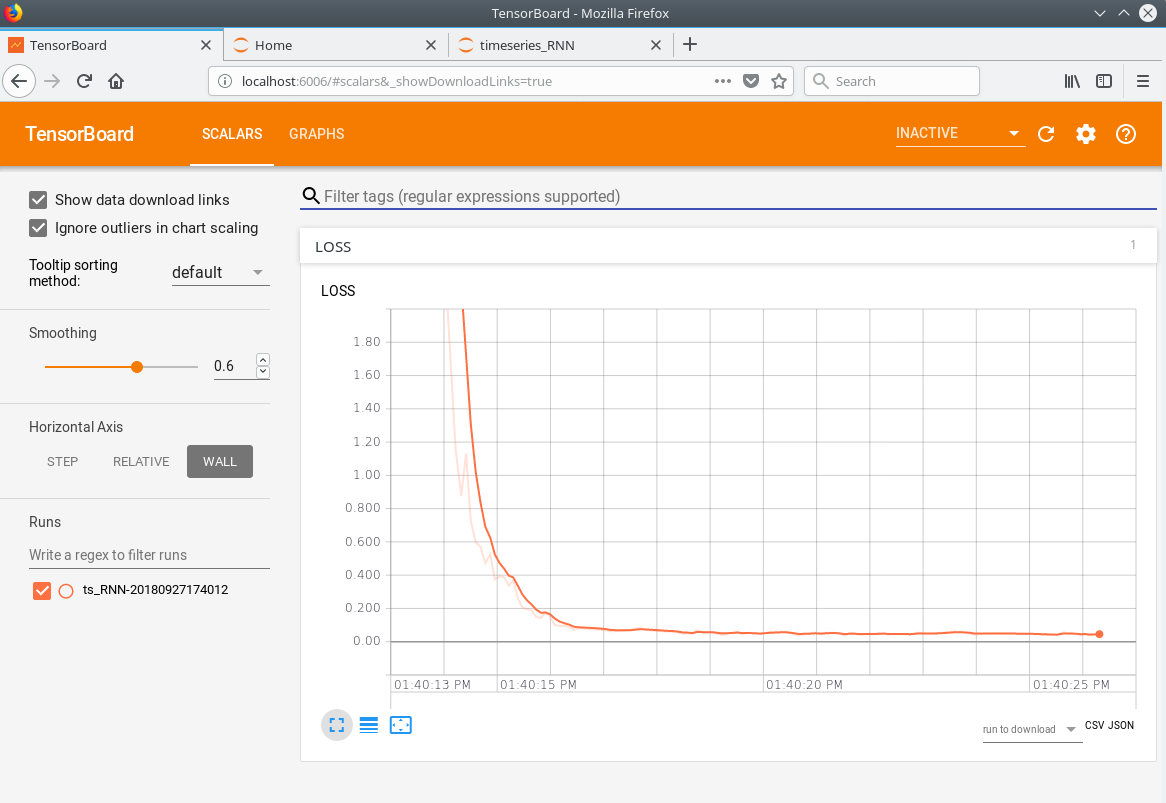 TensorBoard - Mozilla Firefox
TensorBoard
Home
timeseries_RNN
localhost:6006/#scalars&_showDownloadLinks=true
Search
TensorBoard
SCALARS
GRAPHS
INACTIVE
Show data download links
Ignore outliers in chart scaling
Tooltip sorting
method:
default
Smoothing
0.6
Horizontal Axis
STEP
RELATIVE
WALL
Runs
Write a regex to filter runs
ts_RNN-20180927174012
Filter tags (regular expressions supported)
LOSS
1
LOSS
1.80
1.60
1.40
1.20
1.00
0.800
0.600
0.400
0.200
0.00
01:40:13 PM
01:40:15 PM
01:40:20 PM
01:40:25 PM
run to download
CSV JSON